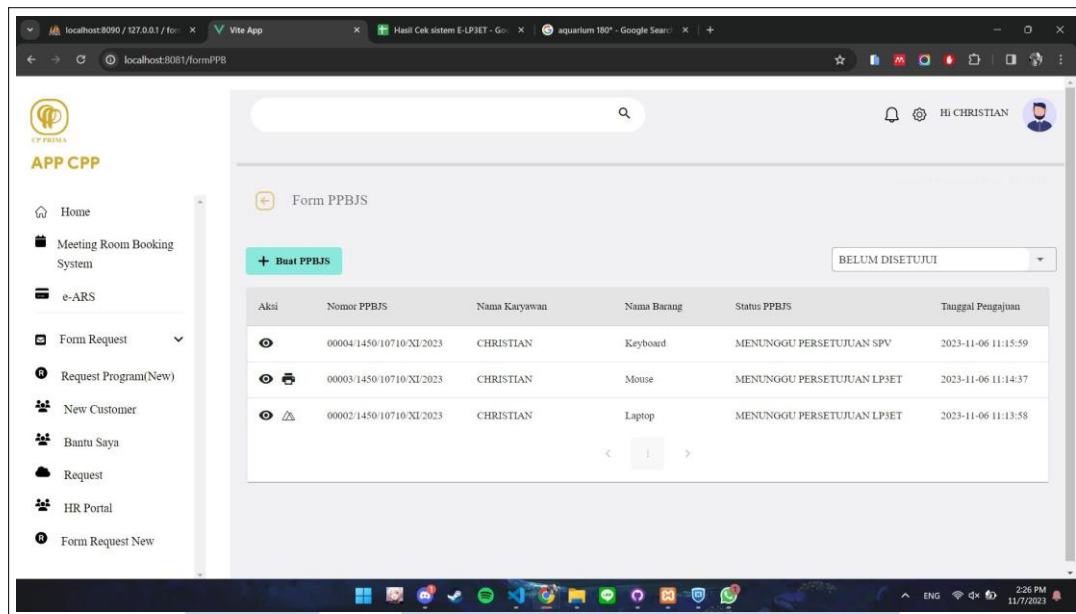 localhost:8090 / 127.0.0.1 / for
Vite App
Hasil Cek sistem E-LP3ET - Goo
aquarium 180° - Google Search
localhost:8081/formPPB
CP PRIMA
APP CPP
Hi CHRISTIAN
Home
Meeting Room Booking
System
e-ARS
Form Request
Request Program(New)
New Customer
Bantu Saya
Request
HR Portal
Form Request New
Form PPBJS
+ Buat PPBJS
BELUM DISETUJUI
Aksi Nomor PPBJS Nama Karyawan Nama Barang Status PPBJS Tanggal Pengajuan
00004/1450/10710/XI/2023 CHRISTIAN Keyboard MENUNGGU PERSETUJUAN SPV 2023-11-06 11:15:59
00003/1450/10710/XI/2023 CHRISTIAN Mouse MENUNGGU PERSETUJUAN LP3ET 2023-11-06 11:14:37
00002/1450/10710/XI/2023 CHRISTIAN Laptop MENUNGGU PERSETUJUAN LP3ET 2023-11-06 11:13:58
< 1 >
ENG
2:26 PM
11/7/2023